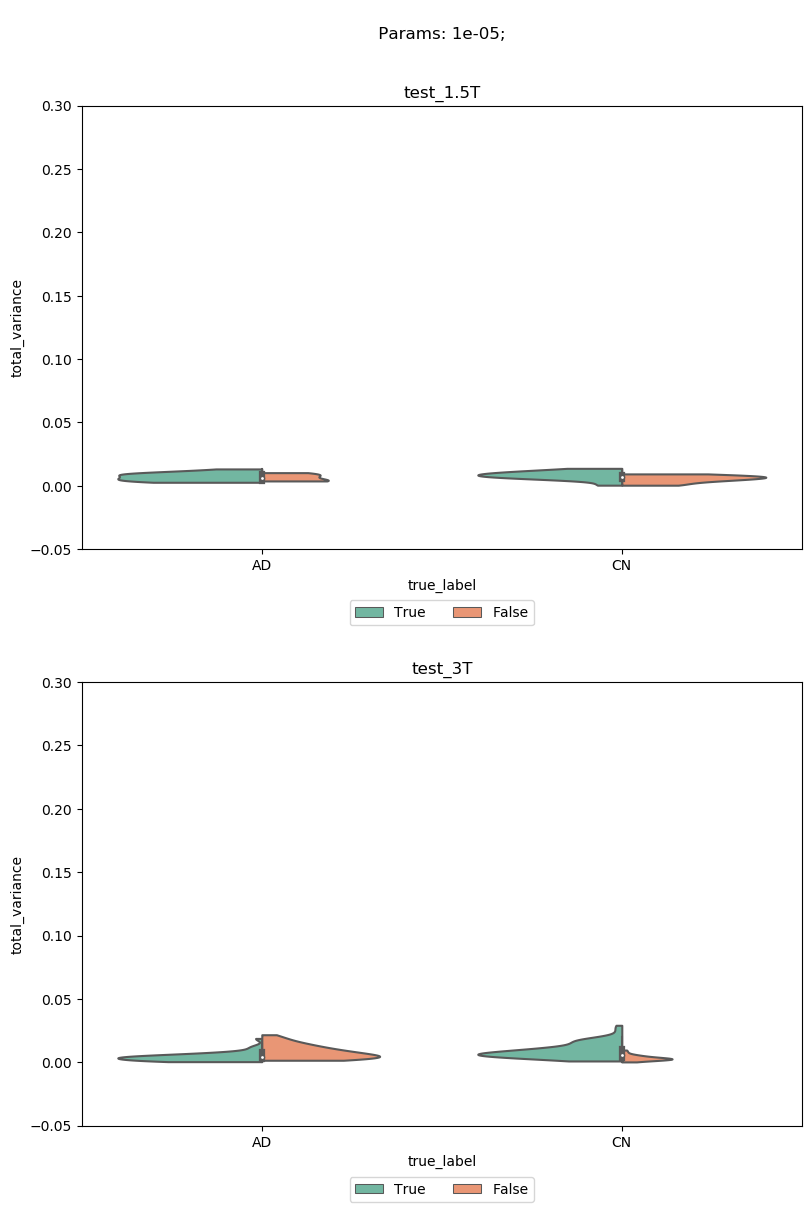 Params: 1e-05;
test_1.5T
0.30
0.25
0.20
0.15
0.10
0.05
0.00
−0.05
total_variance
AD CN
true_label
True False
test_3T
0.30
0.25
0.20
0.15
0.10
0.05
0.00
−0.05
total_variance
AD CN
true_label
True False